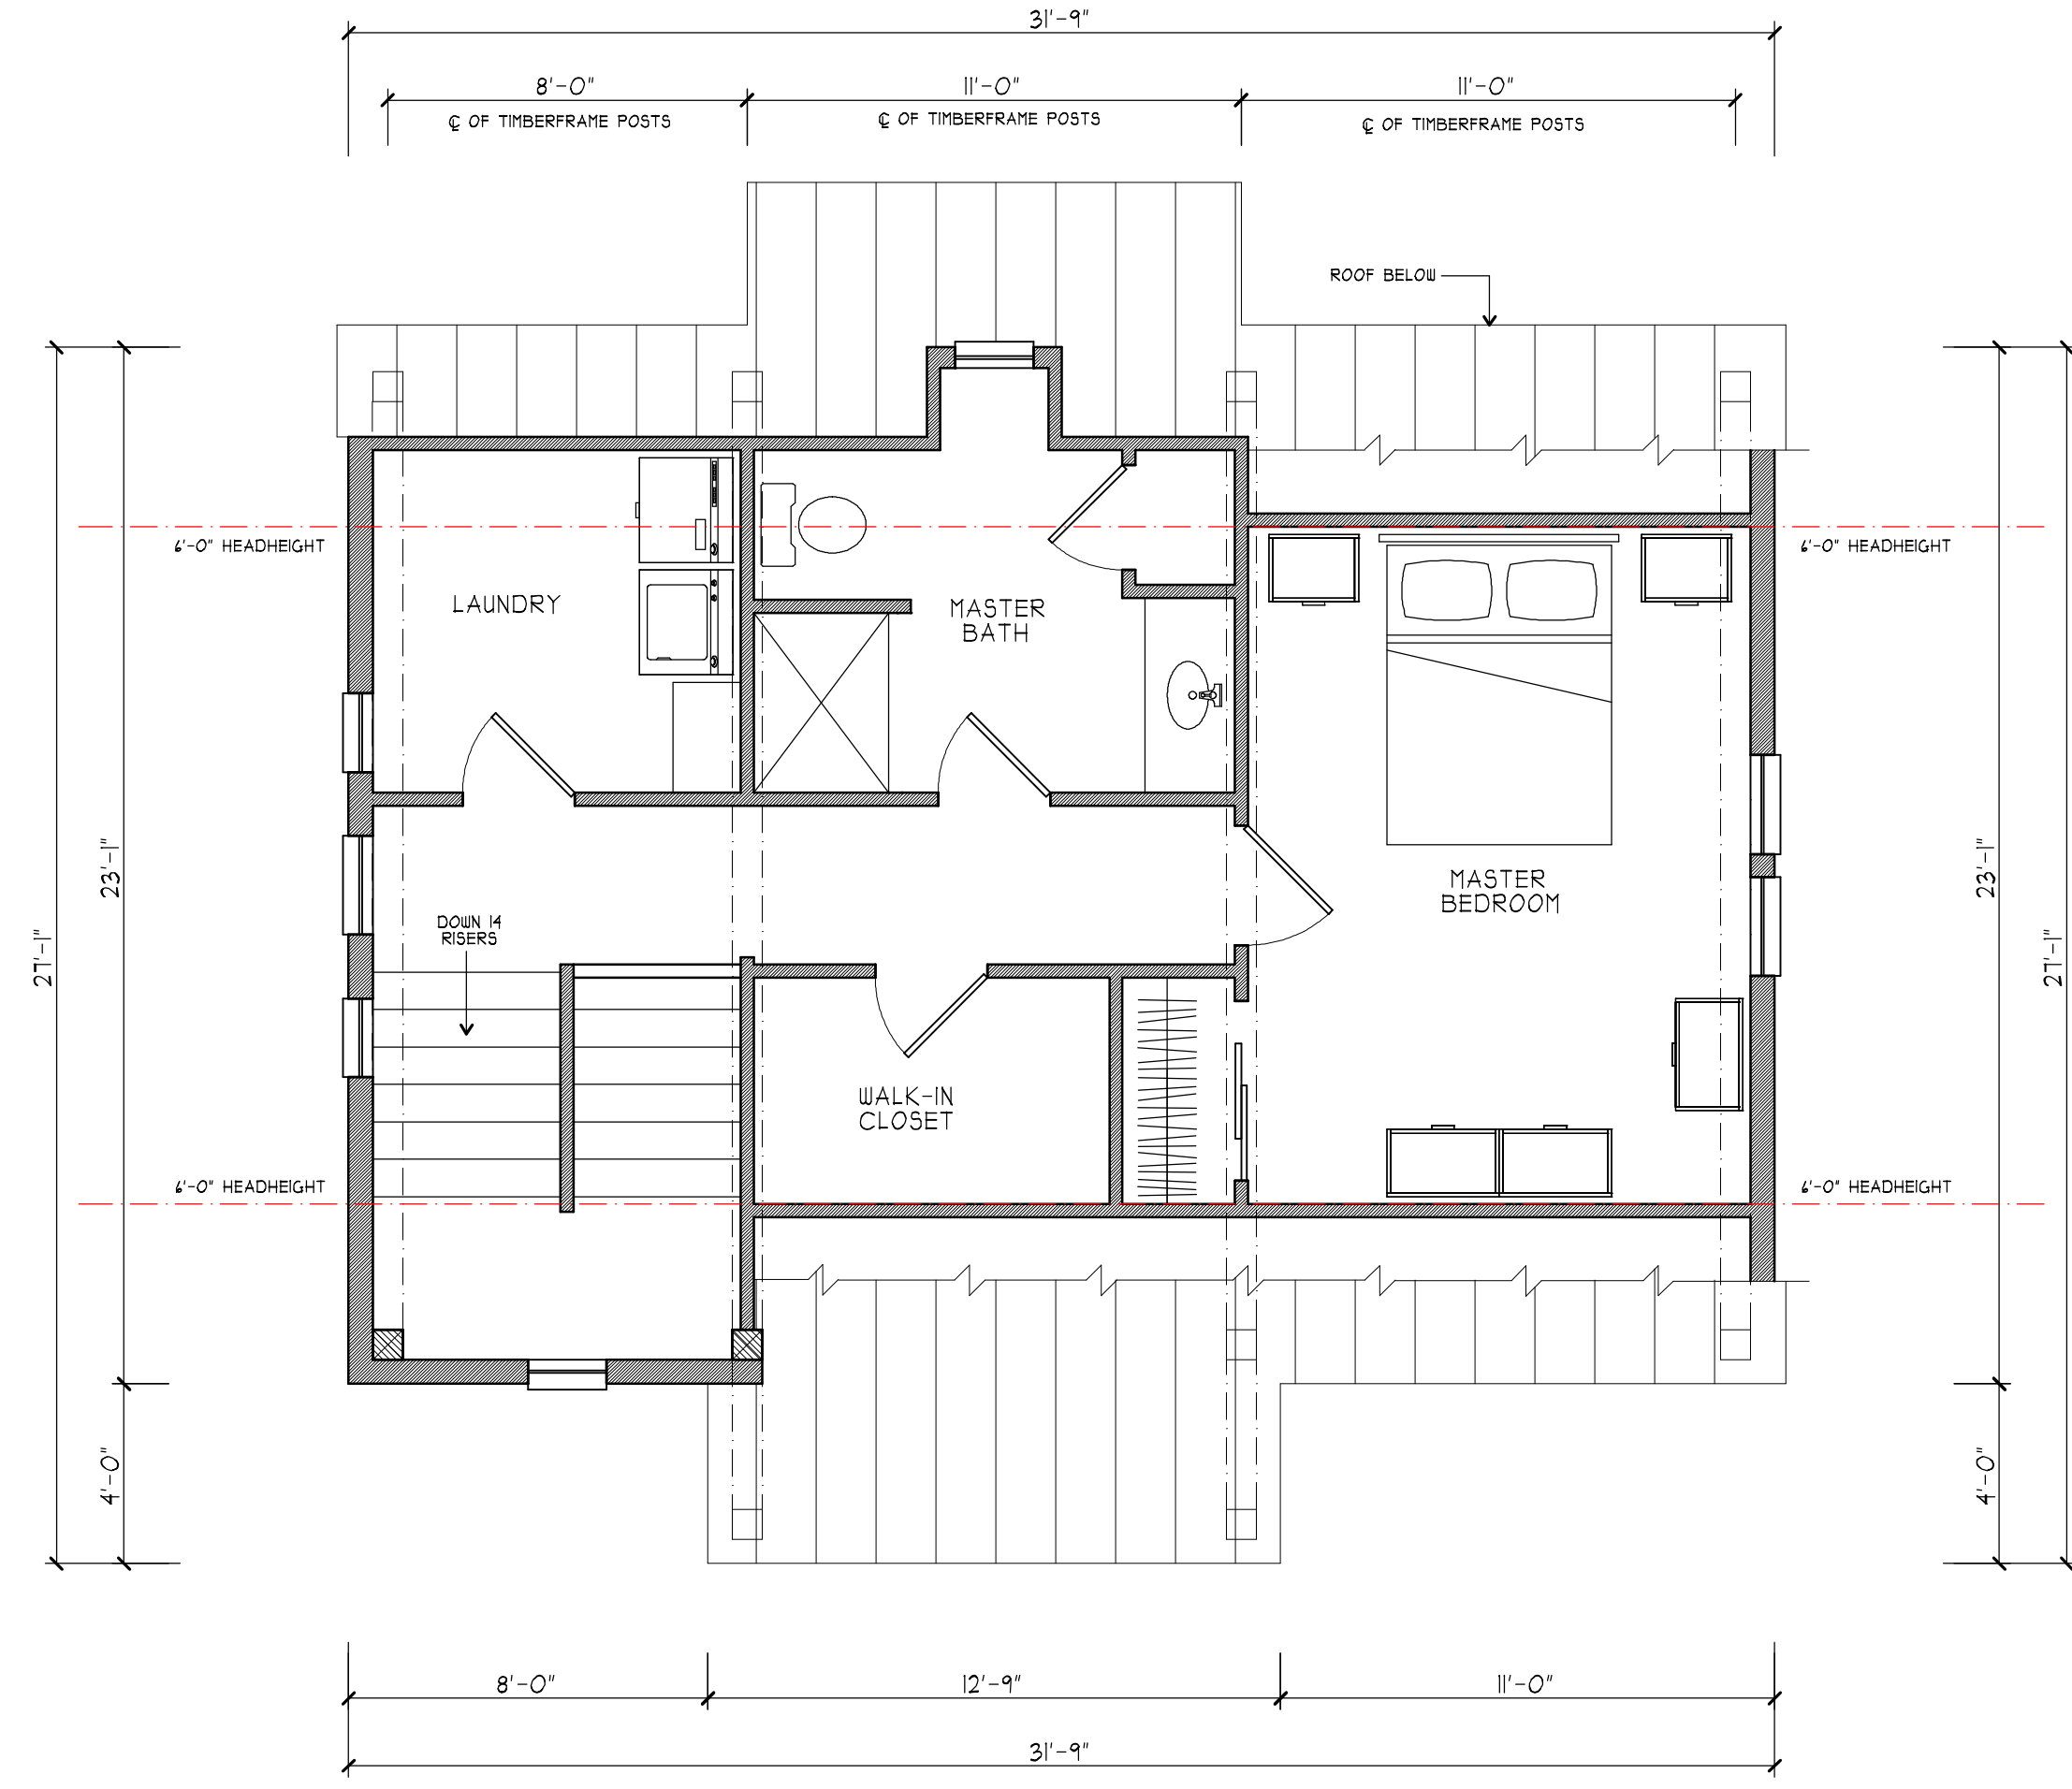 31'-9"
8'-0"
11'-0"
11'-0"
℄ OF TIMBERFRAME POSTS
℄ OF TIMBERFRAME POSTS
℄ OF TIMBERFRAME POSTS
ROOF BELOW
6'-0" HEADHEIGHT
6'-0" HEADHEIGHT
LAUNDRY
MASTER
BATH
MASTER
BEDROOM
23'-1"
23'-1"
DOWN 14
RISERS
27'-1"
27'-1"
WALK-IN
CLOSET
6'-0" HEADHEIGHT
6'-0" HEADHEIGHT
4'-0"
4'-0"
8'-0"
12'-9"
11'-0"
31'-9"